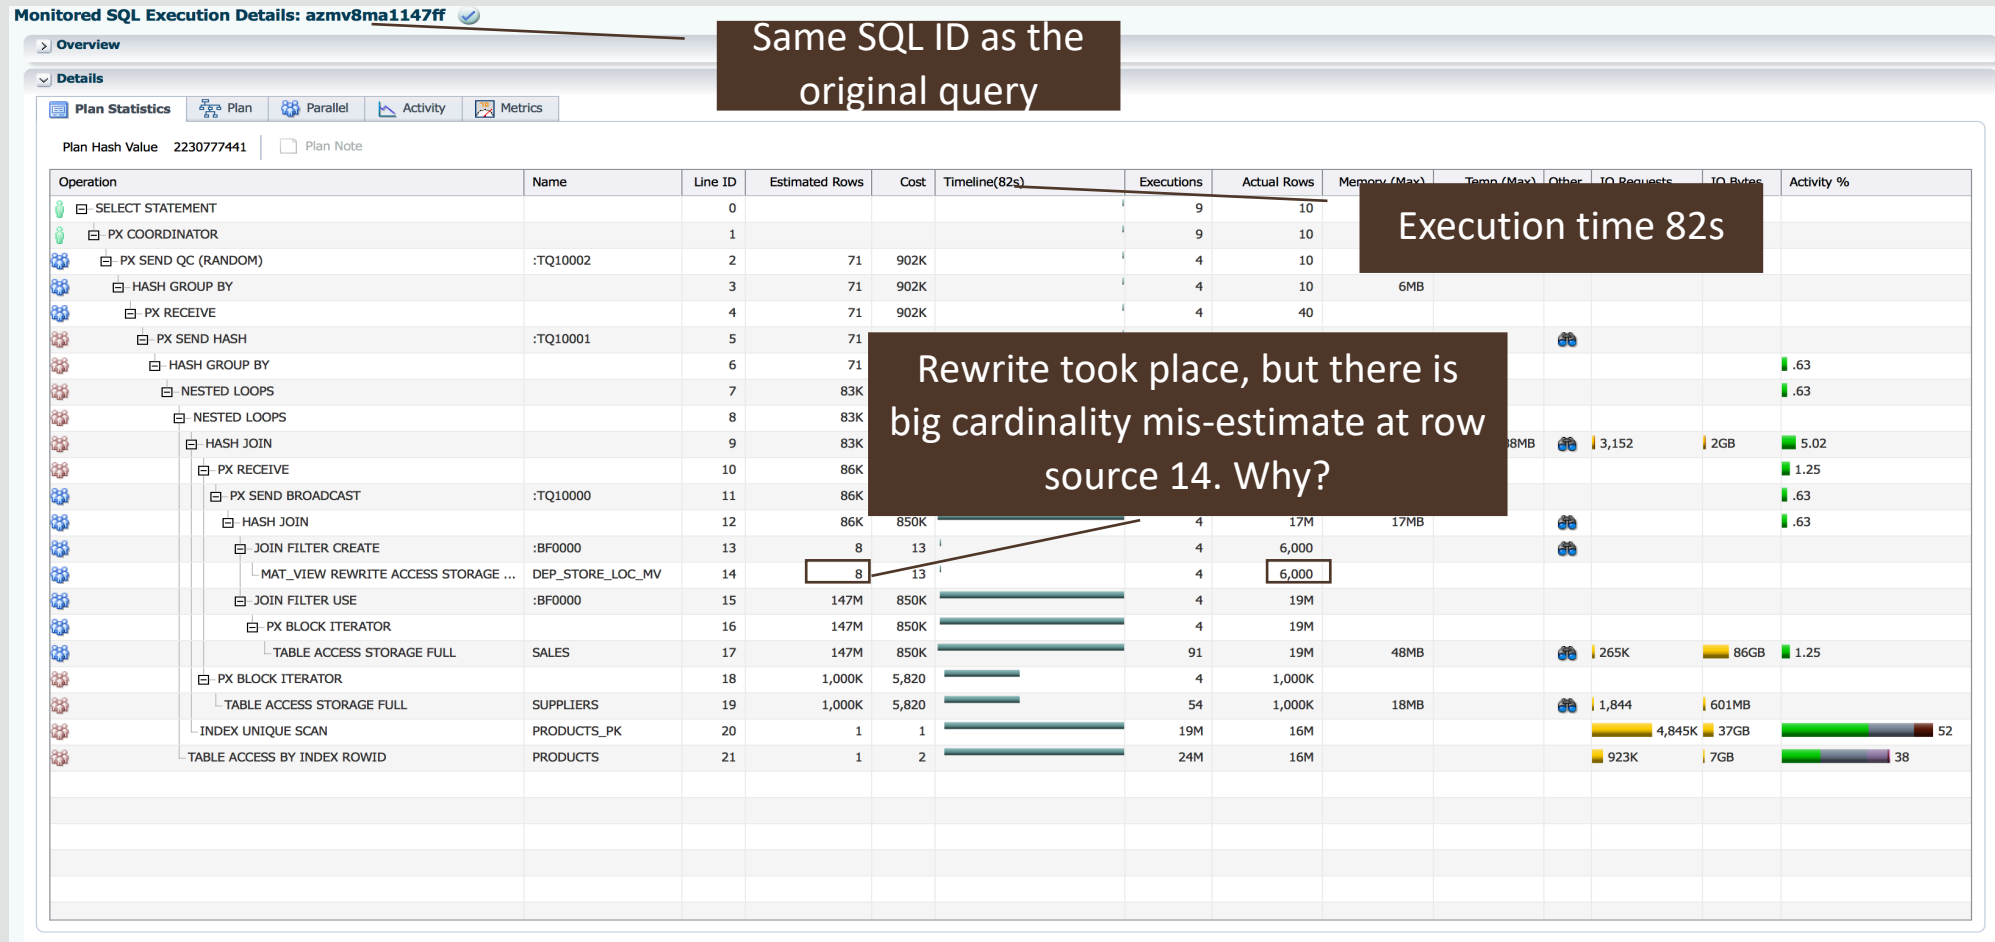 Monitored SQL Execution Details: azmv8ma1147ff
Same SQL ID as the
original query
Overview
Details
Plan Statistics Plan Parallel Activity Metrics
Plan Hash Value 2230777441 Plan Note
Operation Name Line ID Estimated Rows Cost Timeline(82s) Executions Actual Rows Memory (Max) Temp (Max) Other IO Requests IO Bytes Activity %
Execution time 82s
SELECT STATEMENT 0 9 10
PX COORDINATOR 1 9 10
PX SEND QC (RANDOM) :TQ10002 2 71 902K 4 10
HASH GROUP BY 3 71 902K 4 10 6MB
PX RECEIVE 4 71 902K 4 40
PX SEND HASH :TQ10001 5 71
Rewrite took place, but there is
big cardinality mis-estimate at row
source 14. Why?
HASH GROUP BY 6 71 .63
NESTED LOOPS 7 83K .63
NESTED LOOPS 8 83K
HASH JOIN 9 83K 38MB 3,152 2GB 5.02
PX RECEIVE 10 86K 1.25
PX SEND BROADCAST :TQ10000 11 86K .63
HASH JOIN 12 86K 850K 4 17M 17MB .63
JOIN FILTER CREATE :BF0000 13 8 13 4 6,000
MAT_VIEW REWRITE ACCESS STORAGE ... DEP_STORE_LOC_MV 14 8 13 4 6,000
JOIN FILTER USE :BF0000 15 147M 850K 4 19M
PX BLOCK ITERATOR 16 147M 850K 4 19M
TABLE ACCESS STORAGE FULL SALES 17 147M 850K 91 19M 48MB 265K 86GB 1.25
PX BLOCK ITERATOR 18 1,000K 5,820 4 1,000K
TABLE ACCESS STORAGE FULL SUPPLIERS 19 1,000K 5,820 54 1,000K 18MB 1,844 601MB
INDEX UNIQUE SCAN PRODUCTS_PK 20 1 1 19M 16M 4,845K 37GB 52
TABLE ACCESS BY INDEX ROWID PRODUCTS 21 1 2 24M 16M 923K 7GB 38